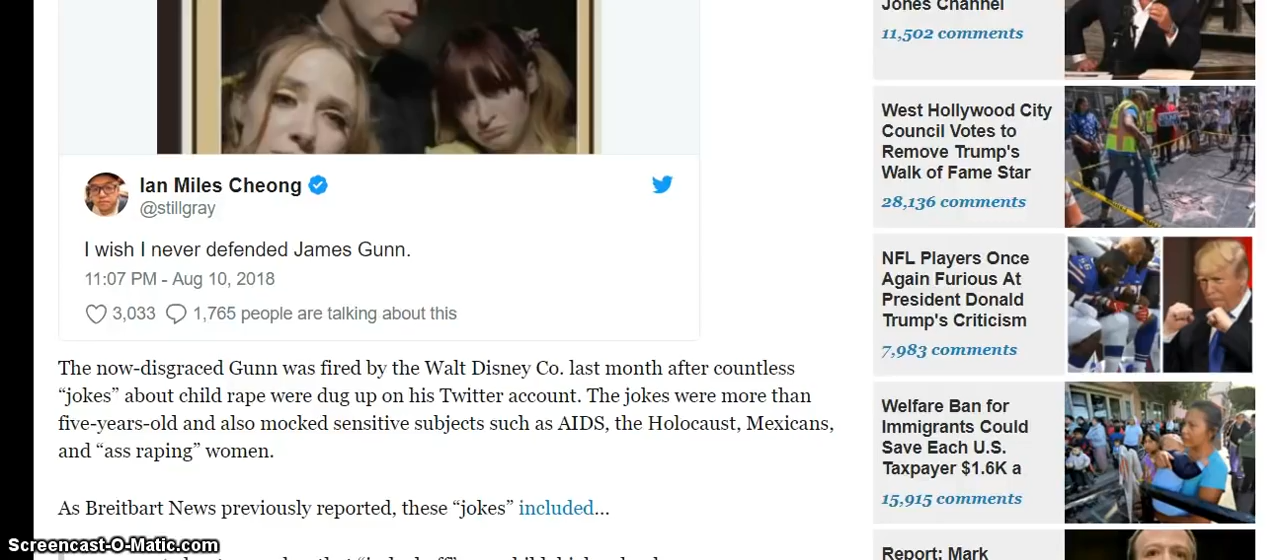 Ian Miles Cheong
@stillgray
I wish I never defended James Gunn.
11:07 PM - Aug 10, 2018
3,033 1,765 people are talking about this
The now-disgraced Gunn was fired by the Walt Disney Co. last month after countless
“jokes” about child rape were dug up on his Twitter account. The jokes were more than
five-years-old and also mocked sensitive subjects such as AIDS, the Holocaust, Mexicans,
and “ass raping” women.
As Breitbart News previously reported, these “jokes” included...
Jones Channel
11,502 comments
West Hollywood City
Council Votes to
Remove Trump's
Walk of Fame Star
28,136 comments
NFL Players Once
Again Furious At
President Donald
Trump's Criticism
7,983 comments
Welfare Ban for
Immigrants Could
Save Each U.S.
Taxpayer $1.6K a
15,915 comments
Report: Mark
Screencast-O-Matic.com